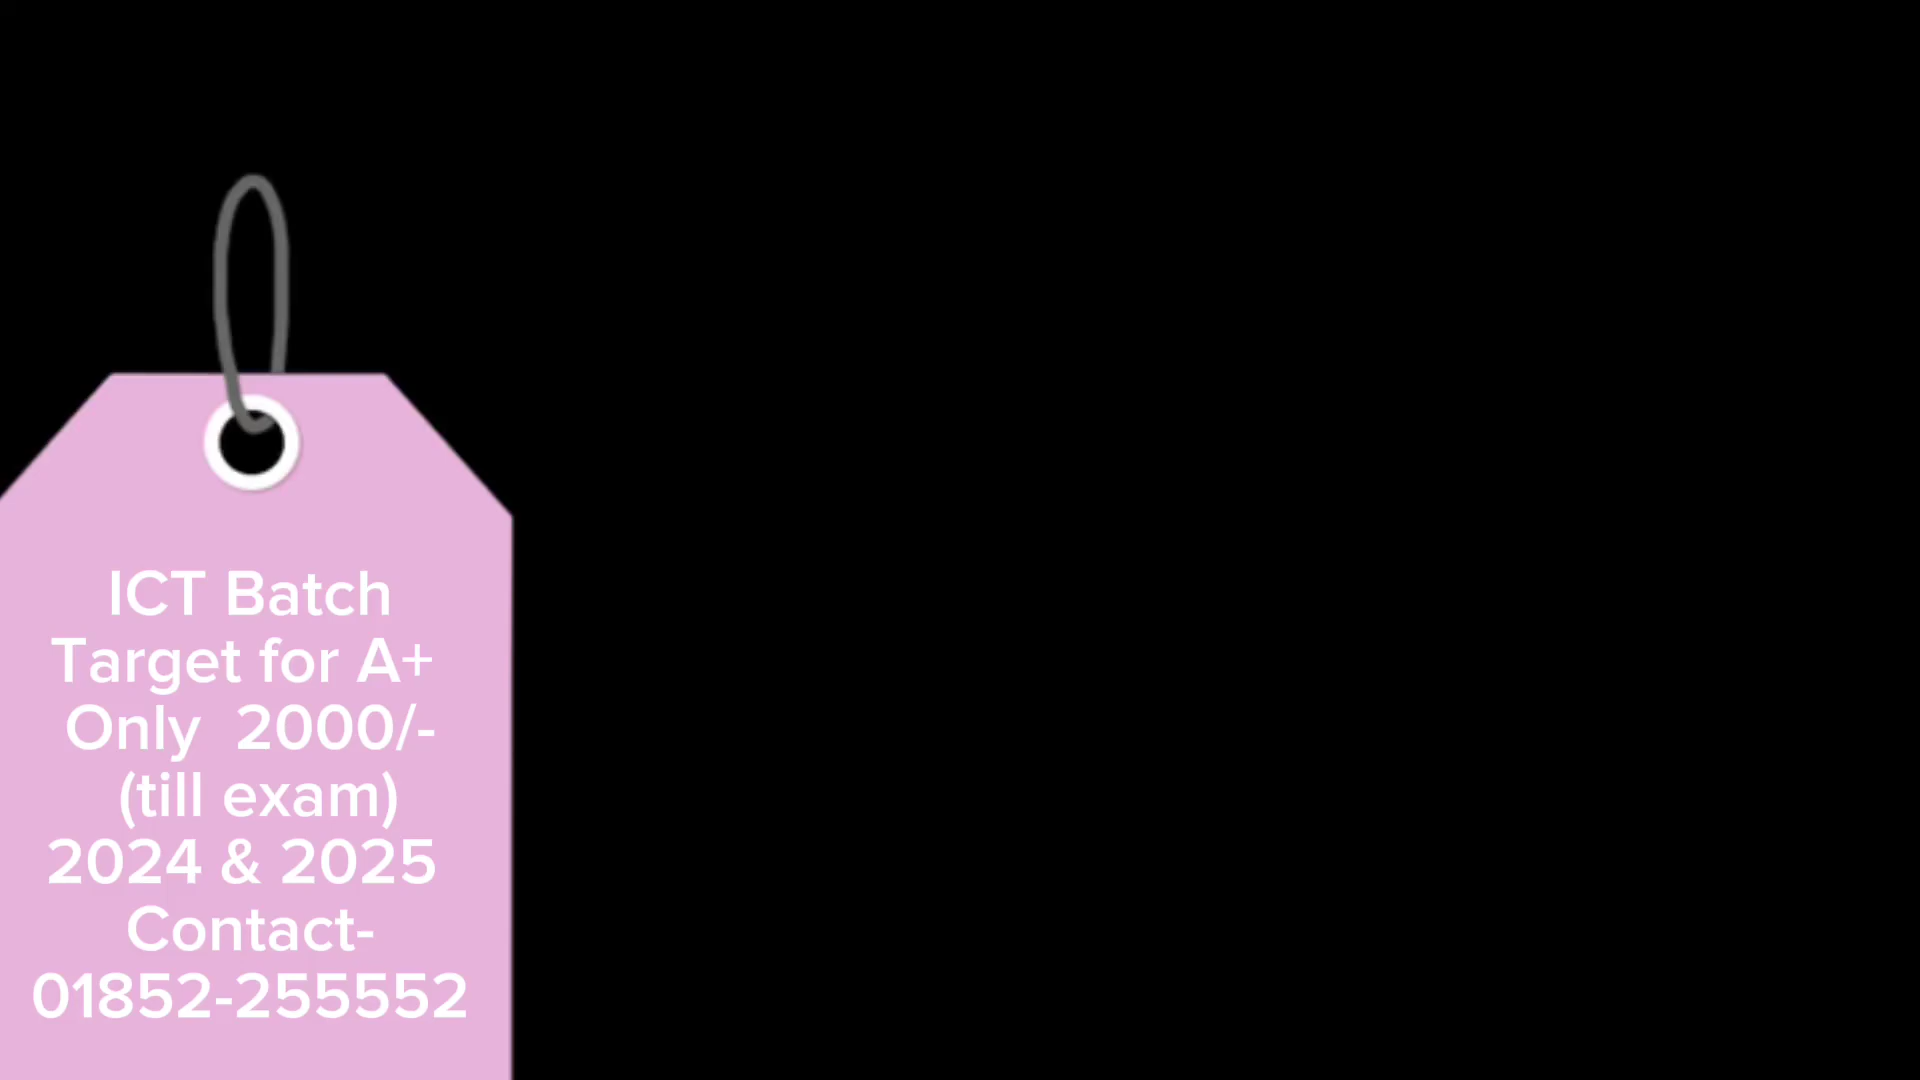 ICT Batch
Target for A+
Only 2000/-
(till exam)
2024 & 2025
Contact-
01852-255552